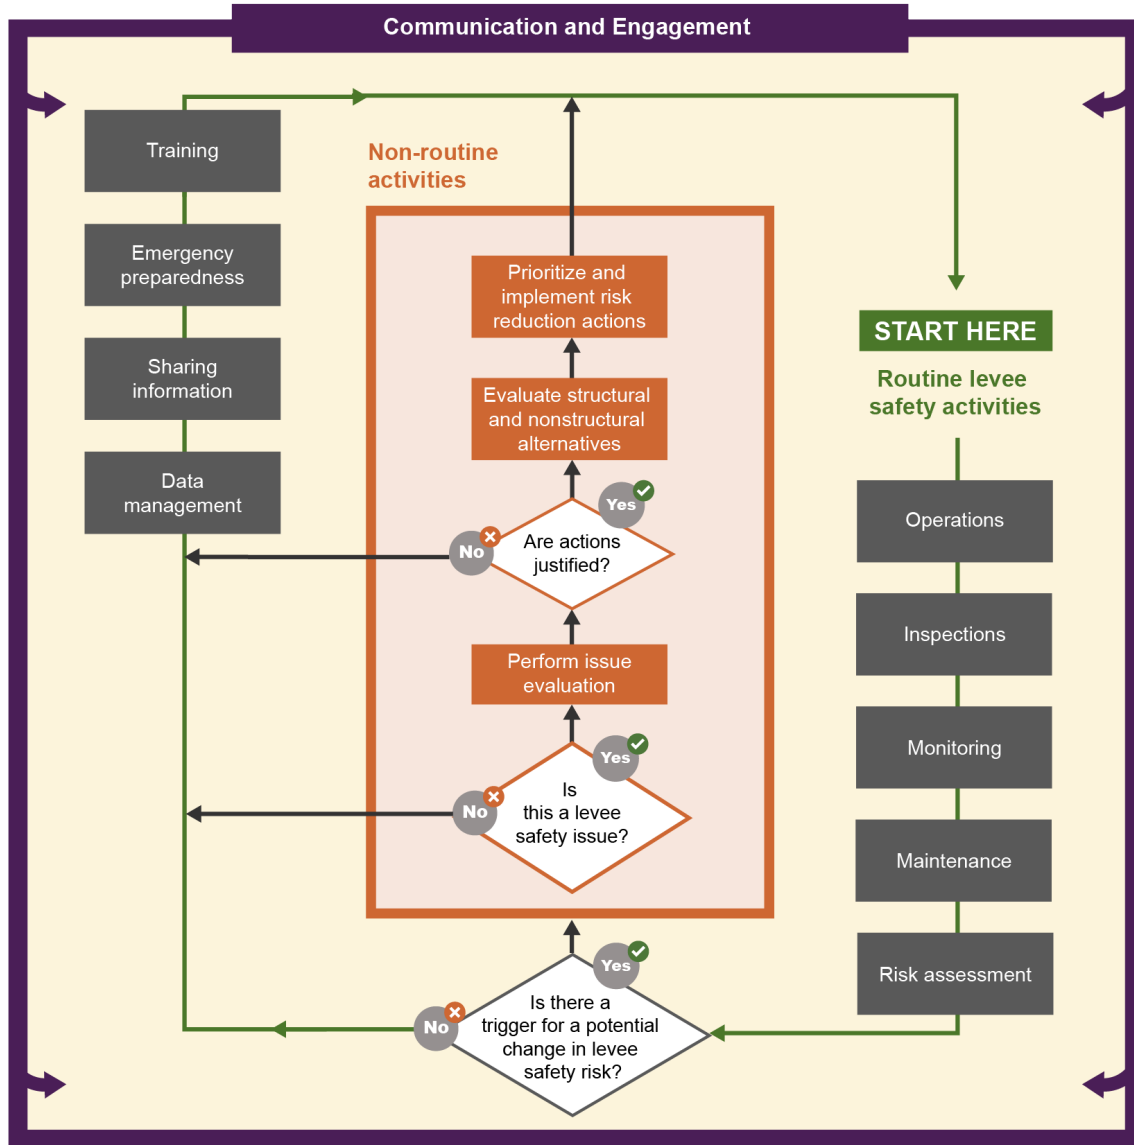 Communication and Engagement
Training
Emergency
preparedness
Sharing
information
Data
management
Non-routine
activities
Prioritize and
implement risk
reduction actions
Evaluate structural
and nonstructural
alternatives
Yes
No
Are actions
justified?
Perform issue
evaluation
Yes
No
Is
this a levee
safety issue?
Yes
No
Is there a
trigger for a potential
change in levee
safety risk?
START HERE
Routine levee
safety activities
Operations
Inspections
Monitoring
Maintenance
Risk assessment